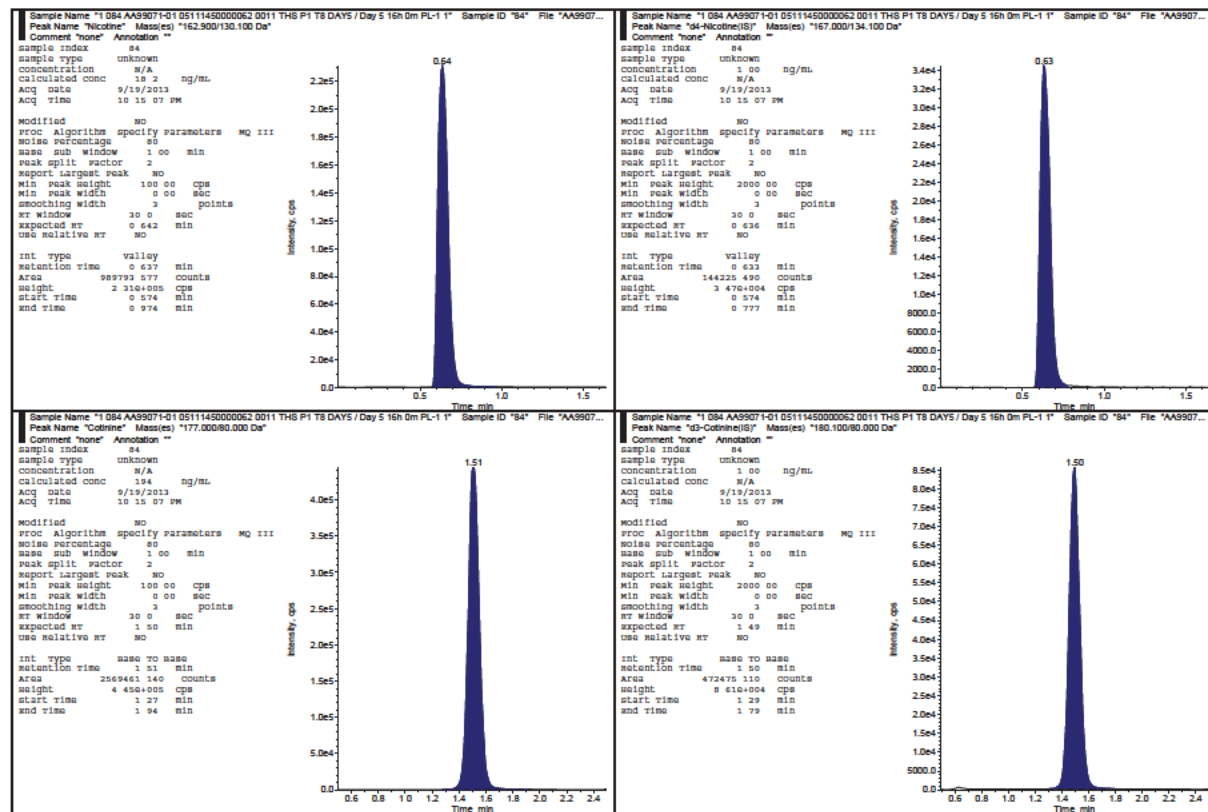 Sample Name "1 084 AA99071-01 05111450000062 0011 THS P1 T8 DAY5 / Day 5 16h 0m PL-1 1" Sample ID "84" File "AA9907...
Peak Name "Nicotine" Mass(es) "162.900/130.100 Da"
Comment "none" Annotation ""
Sample Index 84
Sample Type Unknown
Concentration N/A
Calculated Conc 18 2 ng/mL
Acq Date 9/19/2013
Acq Time 10 15 07 PM
Modified NO
Proc Algorithm Specify Parameters MQ III
Noise Percentage 80
Base Sub Window 1 00 min
Peak Split Factor 2
Report Largest Peak NO
Min Peak Height 100 00 cps
Min Peak Width 0 00 sec
Smoothing Width 3 points
RT Window 30 0 sec
Expected RT 0 642 min
Use Relative RT NO
Int Type Valley
Retention Time 0 637 min
Area 989793 577 counts
Height 2 31e+005 cps
Start Time 0 574 min
End Time 0 974 min
0.64
2.2e5
2.0e5
1.8e5
1.6e5
1.4e5
1.2e5
1.0e5
8.0e4
6.0e4
4.0e4
2.0e4
0.0
Intensity, cps
0.5 1.0 1.5
Time, min
Sample Name "1 084 AA99071-01 05111450000062 0011 THS P1 T8 DAY5 / Day 5 16h 0m PL-1 1" Sample ID "84" File "AA9907...
Peak Name "d4-Nicotine(IS)" Mass(es) "167.000/134.100 Da"
Comment "none" Annotation ""
Sample Index 84
Sample Type Unknown
Concentration 1 00 ng/mL
Calculated Conc N/A
Acq Date 9/19/2013
Acq Time 10 15 07 PM
Modified NO
Proc Algorithm Specify Parameters MQ III
Noise Percentage 80
Base Sub Window 1 00 min
Peak Split Factor 2
Report Largest Peak NO
Min Peak Height 2000 00 cps
Min Peak Width 0 00 sec
Smoothing Width 3 points
RT Window 30 0 sec
Expected RT 0 636 min
Use Relative RT NO
Int Type Valley
Retention Time 0 633 min
Area 144225 490 counts
Height 3 47e+004 cps
Start Time 0 574 min
End Time 0 777 min
0.63
3.4e4
3.2e4
3.0e4
2.8e4
2.6e4
2.4e4
2.2e4
2.0e4
1.8e4
1.6e4
1.4e4
1.2e4
1.0e4
8000.0
6000.0
4000.0
2000.0
0.0
Intensity, cps
0.5 1.0 1.5
Time, min
Sample Name "1 084 AA99071-01 05111450000062 0011 THS P1 T8 DAY5 / Day 5 16h 0m PL-1 1" Sample ID "84" File "AA9907...
Peak Name "Cotinine" Mass(es) "177.000/80.000 Da"
Comment "none" Annotation ""
Sample Index 84
Sample Type Unknown
Concentration N/A
Calculated Conc 194 ng/mL
Acq Date 9/19/2013
Acq Time 10 15 07 PM
Modified NO
Proc Algorithm Specify Parameters MQ III
Noise Percentage 80
Base Sub Window 1 00 min
Peak Split Factor 2
Report Largest Peak NO
Min Peak Height 100 00 cps
Min Peak Width 0 00 sec
Smoothing Width 3 points
RT Window 30 0 sec
Expected RT 1 50 min
Use Relative RT NO
Int Type Base To Base
Retention Time 1 51 min
Area 2569461 140 counts
Height 4 45e+005 cps
Start Time 1 27 min
End Time 1 94 min
1.51
4.0e5
3.5e5
3.0e5
2.5e5
2.0e5
1.5e5
1.0e5
5.0e4
0.0
Intensity, cps
0.6 0.8 1.0 1.2 1.4 1.6 1.8 2.0 2.2 2.4
Time, min
Sample Name "1 084 AA99071-01 05111450000062 0011 THS P1 T8 DAY5 / Day 5 16h 0m PL-1 1" Sample ID "84" File "AA9907...
Peak Name "d3-Cotinine(IS)" Mass(es) "180.100/80.000 Da"
Comment "none" Annotation ""
Sample Index 84
Sample Type Unknown
Concentration 1 00 ng/mL
Calculated Conc N/A
Acq Date 9/19/2013
Acq Time 10 15 07 PM
Modified NO
Proc Algorithm Specify Parameters MQ III
Noise Percentage 80
Base Sub Window 1 00 min
Peak Split Factor 2
Report Largest Peak NO
Min Peak Height 2000 00 cps
Min Peak Width 0 00 sec
Smoothing Width 3 points
RT Window 30 0 sec
Expected RT 1 49 min
Use Relative RT NO
Int Type Base To Base
Retention Time 1 50 min
Area 472475 110 counts
Height 8 61e+004 cps
Start Time 1 29 min
End Time 1 79 min
1.50
8.5e4
8.0e4
7.5e4
7.0e4
6.5e4
6.0e4
5.5e4
5.0e4
4.5e4
4.0e4
3.5e4
3.0e4
2.5e4
2.0e4
1.5e4
1.0e4
5000.0
0.0
Intensity, cps
0.6 0.8 1.0 1.2 1.4 1.6 1.8 2.0 2.2 2.4
Time, min